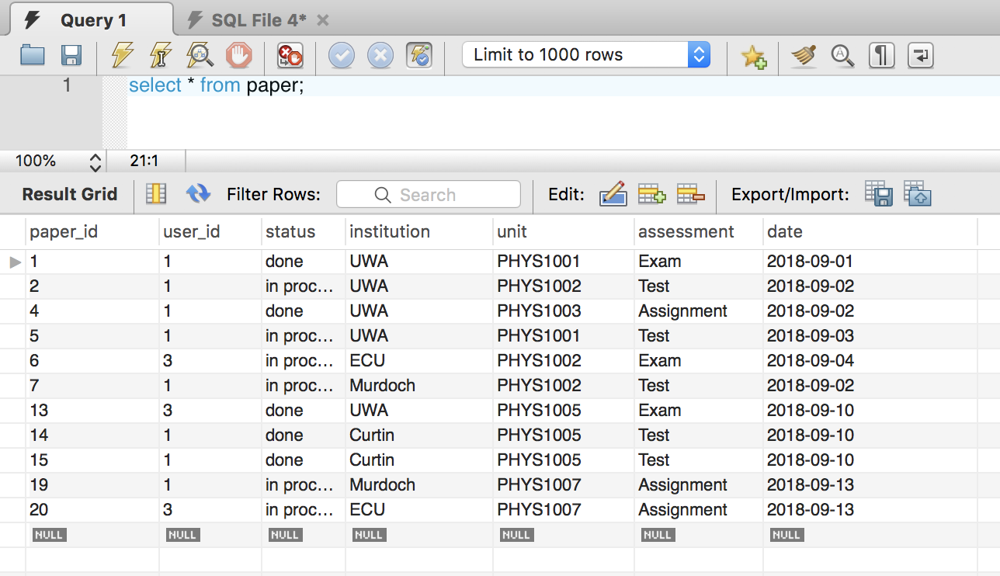 Query 1 SQL File 4*
Limit to 1000 rows
1 select * from paper;
100% 21:1
Result Grid Filter Rows: Search Edit: Export/Import:
paper_id user_id status institution unit assessment date
1 1 done UWA PHYS1001 Exam 2018-09-01
2 1 in proc... UWA PHYS1002 Test 2018-09-02
4 1 done UWA PHYS1003 Assignment 2018-09-02
5 1 in proc... UWA PHYS1001 Test 2018-09-03
6 3 in proc... ECU PHYS1002 Exam 2018-09-04
7 1 in proc... Murdoch PHYS1002 Test 2018-09-02
13 3 done UWA PHYS1005 Exam 2018-09-10
14 1 done Curtin PHYS1005 Test 2018-09-10
15 1 done Curtin PHYS1005 Test 2018-09-10
19 1 in proc... Murdoch PHYS1007 Assignment 2018-09-13
20 3 in proc... ECU PHYS1007 Assignment 2018-09-13
NULL NULL NULL NULL NULL NULL NULL